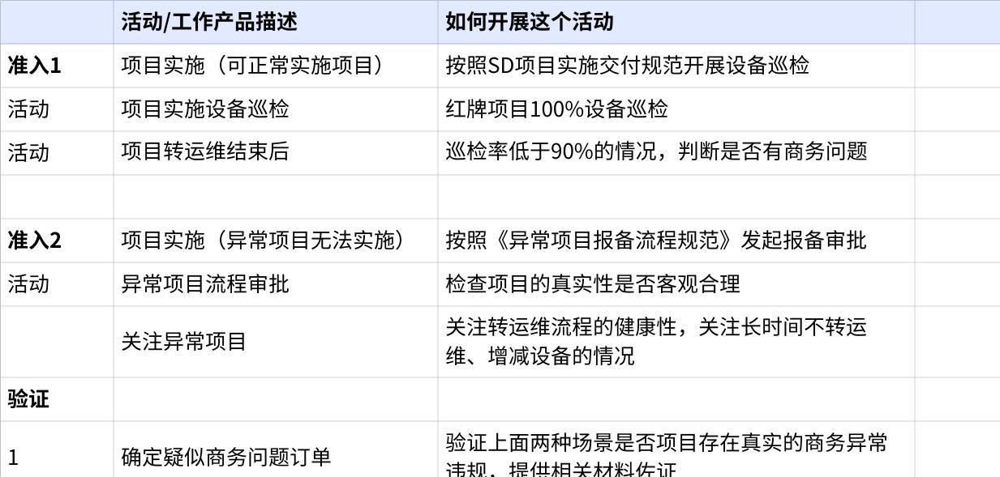 活动/工作产品描述 如何开展这个活动
准入1 项目实施（可正常实施项目） 按照SD项目实施交付规范开展设备巡检
活动 项目实施设备巡检 红牌项目100%设备巡检
活动 项目转运维结束后 巡检率低于90%的情况，判断是否有商务问题
准入2 项目实施（异常项目无法实施） 按照《异常项目报备流程规范》发起报备审批
活动 异常项目流程审批 检查项目的真实性是否客观合理
关注异常项目 关注转运维流程的健康性，关注长时间不转运
维、增减设备的情况
验证
1 确定疑似商务问题订单 验证上面两种场景是否项目存在真实的商务异常
违规，提供相关材料佐证